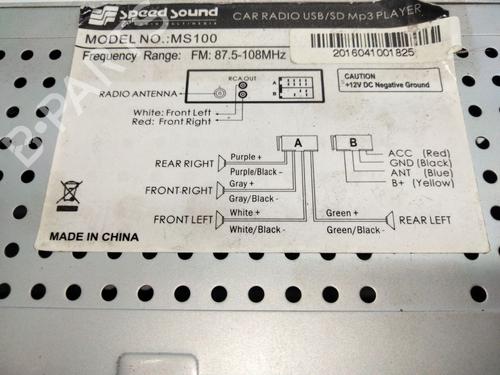 speed sound
CAR RADIO USB/SD Mp3 PLAYER
MODEL NO.:MS100
2016041001825
Frequency Range: FM: 87.5-108MHz
RCA OUT
A
B
RADIO ANTENNA
CAUTION
+12V DC Negative Ground
White: Front Left
Red: Front Right
A
B
ACC (Red)
GND (Black)
ANT (Blue)
B+ (Yellow)
REAR RIGHT
Purple +
Purple/Black -
FRONT RIGHT
Gray +
Gray/Black -
FRONT LEFT
White +
White/Black -
Green +
Green/Black -
REAR LEFT
MADE IN CHINA
B-PARTS